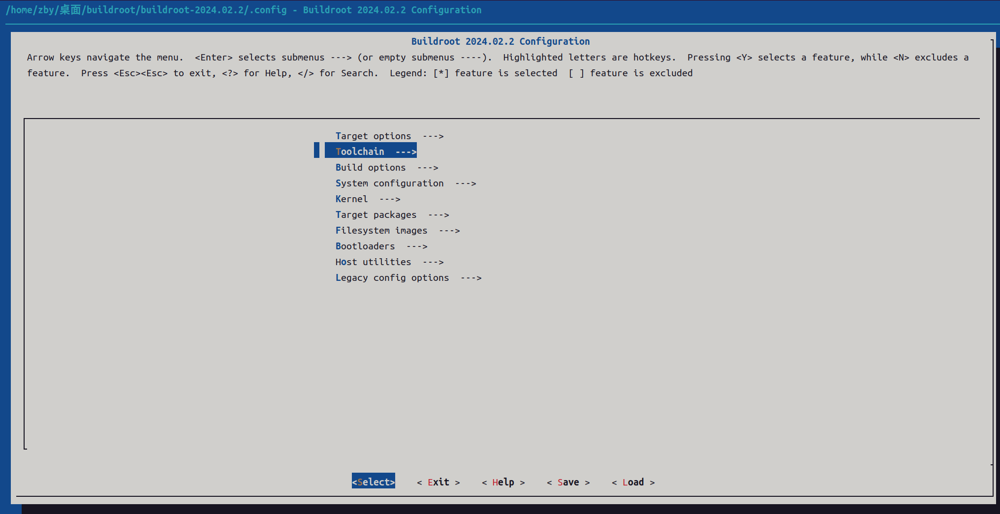 /home/zby/桌面/buildroot/buildroot-2024.02.2/.config - Buildroot 2024.02.2 Configuration
Buildroot 2024.02.2 Configuration
Arrow keys navigate the menu.  <Enter> selects submenus ---> (or empty submenus ----).  Highlighted letters are hotkeys.  Pressing <Y> selects a feature, while <N> excludes a
feature.  Press <Esc><Esc> to exit, <?> for Help, </> for Search.  Legend: [*] feature is selected  [ ] feature is excluded
Target options  --->
Toolchain  --->
Build options  --->
System configuration  --->
Kernel  --->
Target packages  --->
Filesystem images  --->
Bootloaders  --->
Host utilities  --->
Legacy config options  --->
<Select>    < Exit >    < Help >    < Save >    < Load >